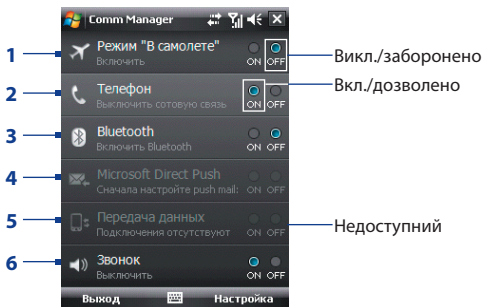 Comm Manager
1 Режим "В самолете" Викл./заборонено
Включить ON OFF
2 Телефон Вкл./дозволено
Выключить сотовую связь ON OFF
3 Bluetooth
Включить Bluetooth ON OFF
4 Microsoft Direct Push
Сначала настройте push mail: ON OFF
5 Передача данных Недоступний
Подключения отсутствуют ON OFF
6 Звонок
Выключить ON OFF
Выход Настройка